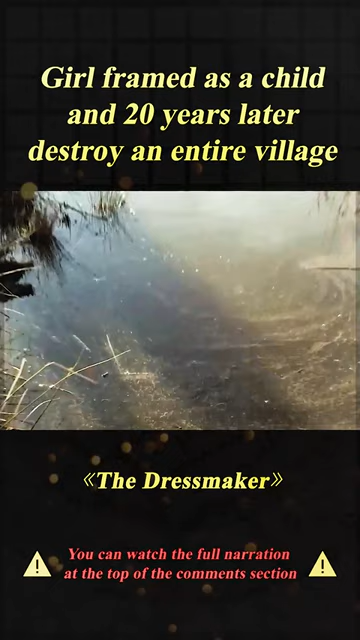 Girl framed as a child
and 20 years later
destroy an entire village
《The Dressmaker》
You can watch the full narration
at the top of the comments section